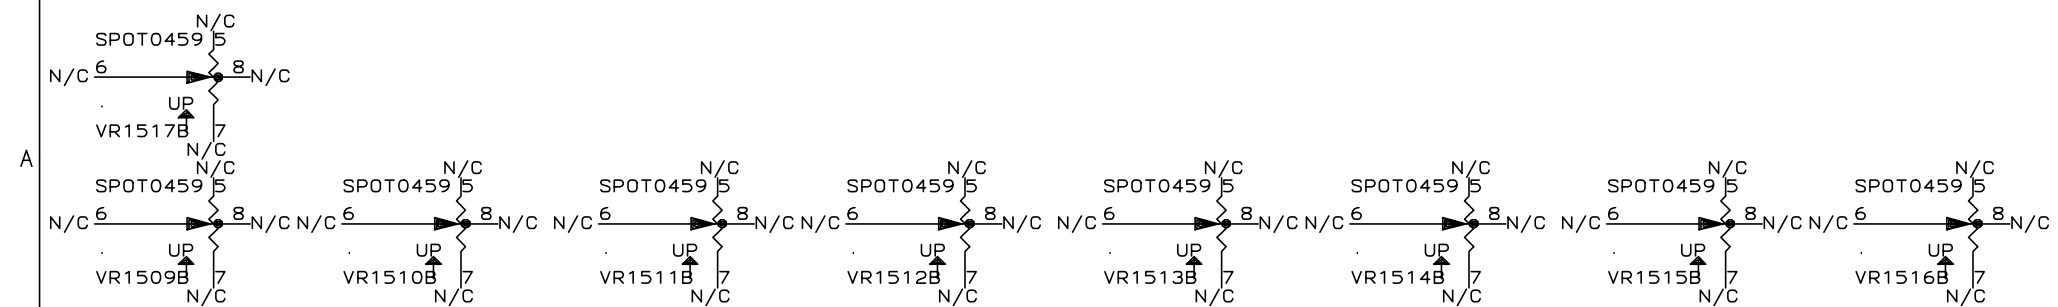 N/C
SPOT0459 5
N/C 6 8 N/C
UP
VR1517B 7
N/C
A
N/C N/C N/C N/C N/C N/C N/C N/C
SPOT0459 5 SPOT0459 5 SPOT0459 5 SPOT0459 5 SPOT0459 5 SPOT0459 5 SPOT0459 5 SPOT0459 5
N/C 6 8 N/C N/C 6 8 N/C N/C 6 8 N/C N/C 6 8 N/C N/C 6 8 N/C N/C 6 8 N/C N/C 6 8 N/C N/C 6 8 N/C
UP UP UP UP UP UP UP UP
VR1509B 7 VR1510B 7 VR1511B 7 VR1512B 7 VR1513B 7 VR1514B 7 VR1515B 7 VR1516B 7
N/C N/C N/C N/C N/C N/C N/C N/C